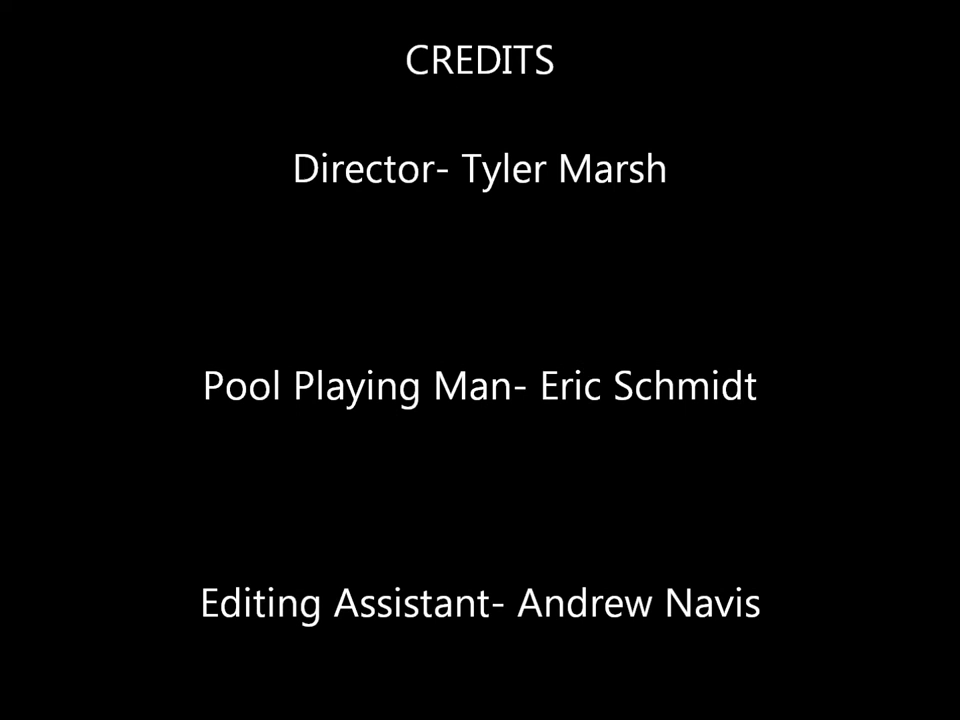 CREDITS
Director- Tyler Marsh
Pool Playing Man- Eric Schmidt
Editing Assistant- Andrew Navis